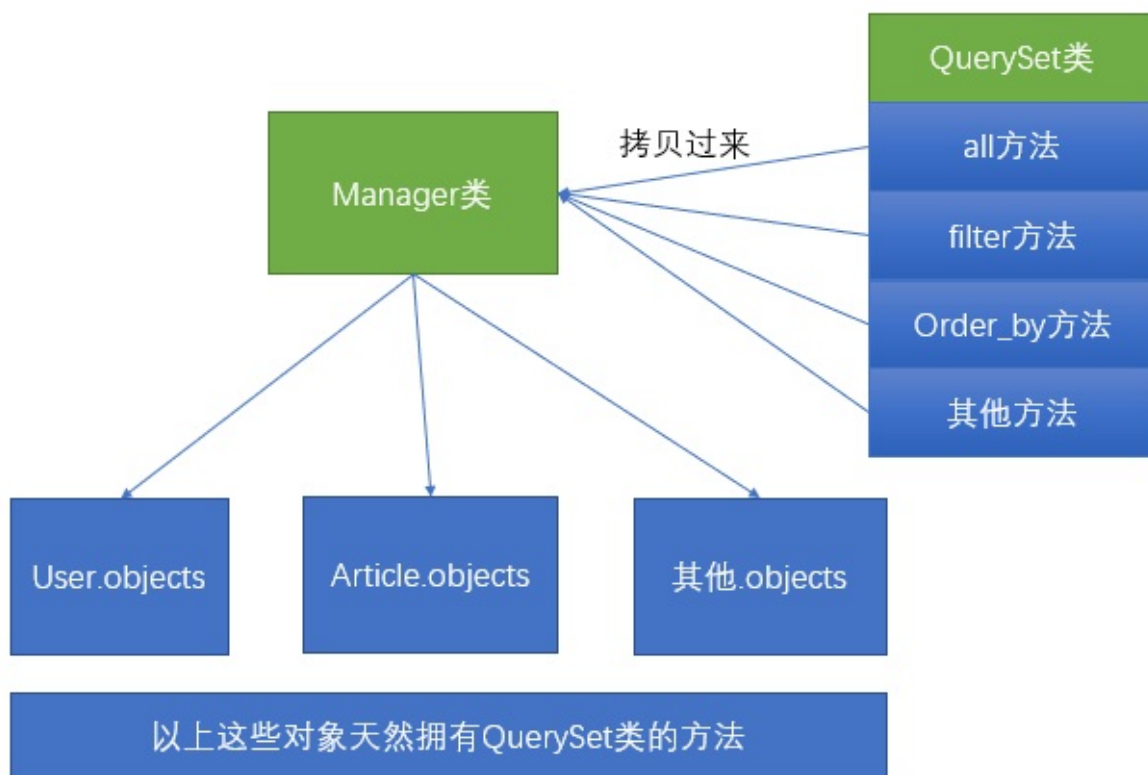 QuerySet类
all方法
拷贝过来
Manager类
filter方法
Order_by方法
其他方法
User.objects
Article.objects
其他.objects
以上这些对象天然拥有QuerySet类的方法